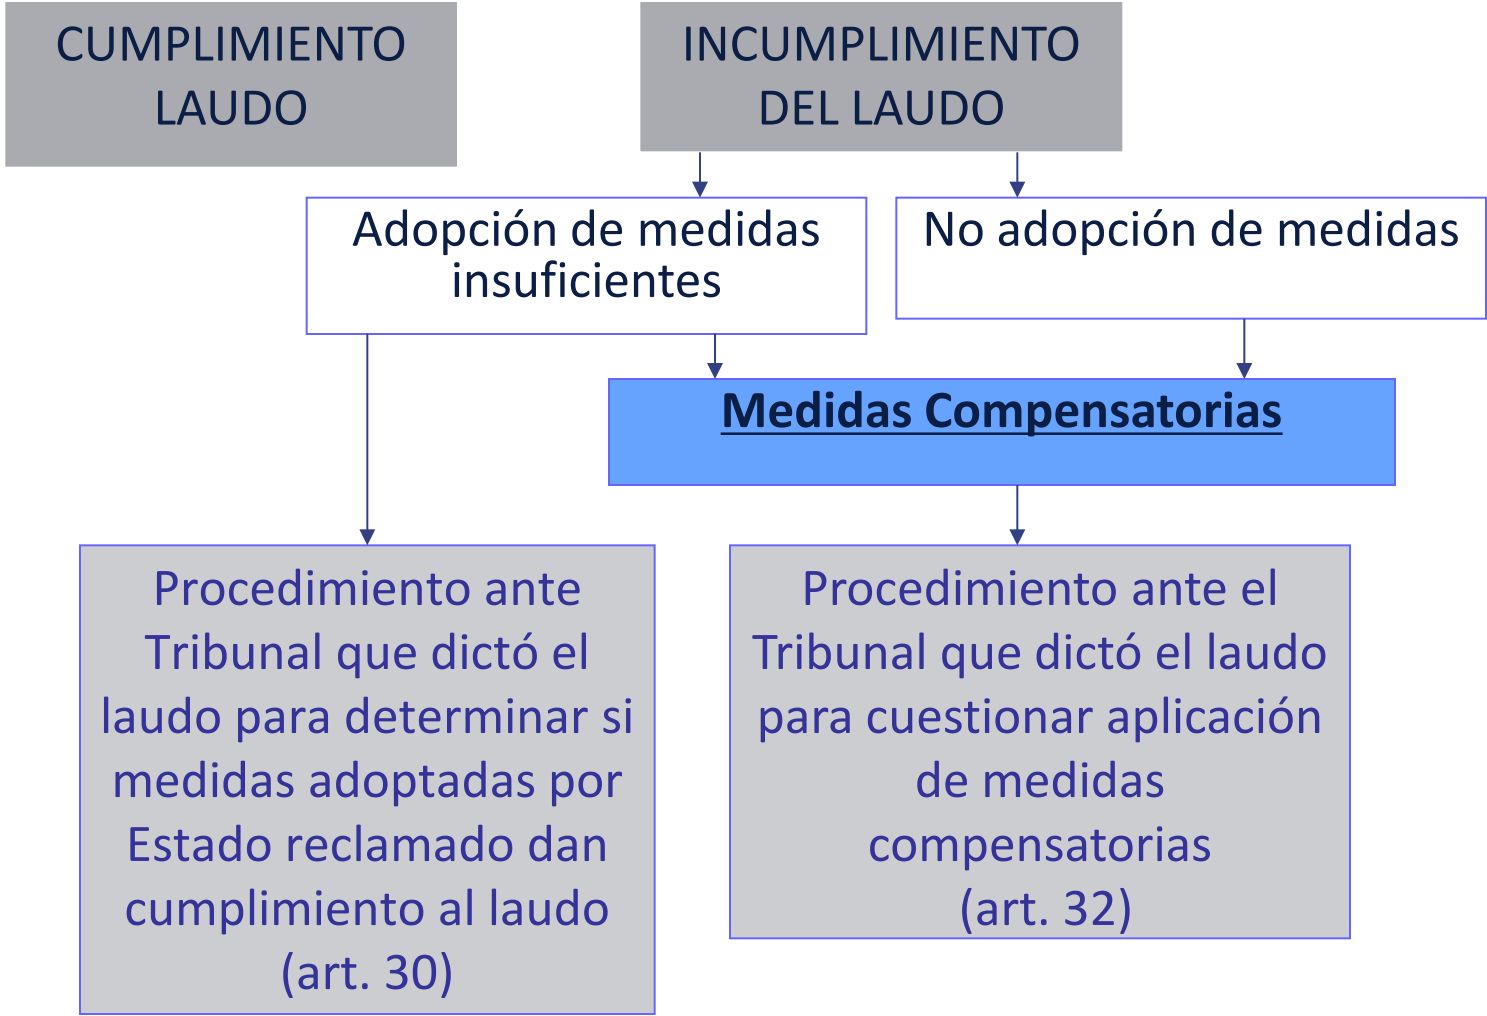 CUMPLIMIENTO
LAUDO
INCUMPLIMIENTO
DEL LAUDO
Adopción de medidas
insuficientes
No adopción de medidas
Medidas Compensatorias
Procedimiento ante
Tribunal que dictó el
laudo para determinar si
medidas adoptadas por
Estado reclamado dan
cumplimiento al laudo
(art. 30)
Procedimiento ante el
Tribunal que dictó el laudo
para cuestionar aplicación
de medidas
compensatorias
(art. 32)